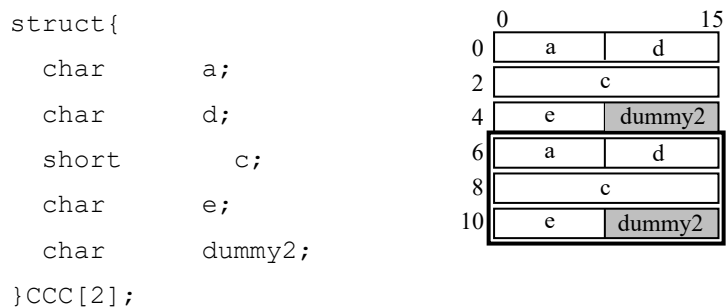 struct{
char a;
char d;
short c;
char e;
char dummy2;
}CCC[2];
0 15
0 a d
2 c
4 e dummy2
6 a d
8 c
10 e dummy2